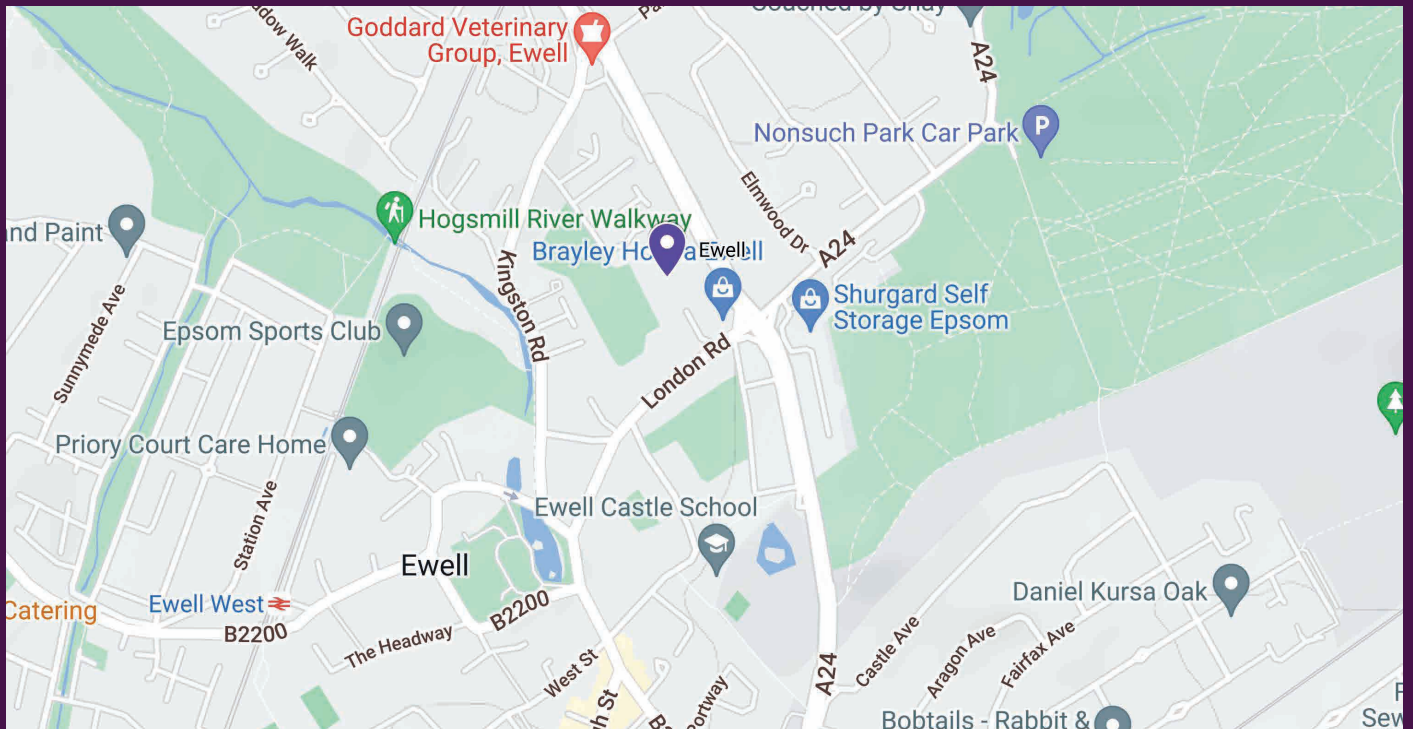 Goddard Veterinary
Group, Ewell
A24
Nonsuch Park Car Park
Elmwood Dr
Hogsmill River Walkway
Ewell
A24
Kingston Rd
Shurgard Self
Storage Epsom
Paint
Sunnymede Ave
Epsom Sports Club
London Rd
Priory Court Care Home
Station Ave
Ewell Castle School
Ewell
Daniel Kursa Oak
Catering
Ewell West
B2200
B2200
The Headway
West St
Castle Ave
Aragon Ave
Fairfax Ave
A24
Bobtails - Rabbit &